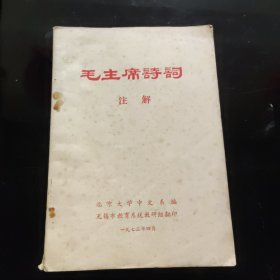 毛主席詩詞
注解
北京大学中文系编
无锡市教育系统教研组翻印
一九七三年四月